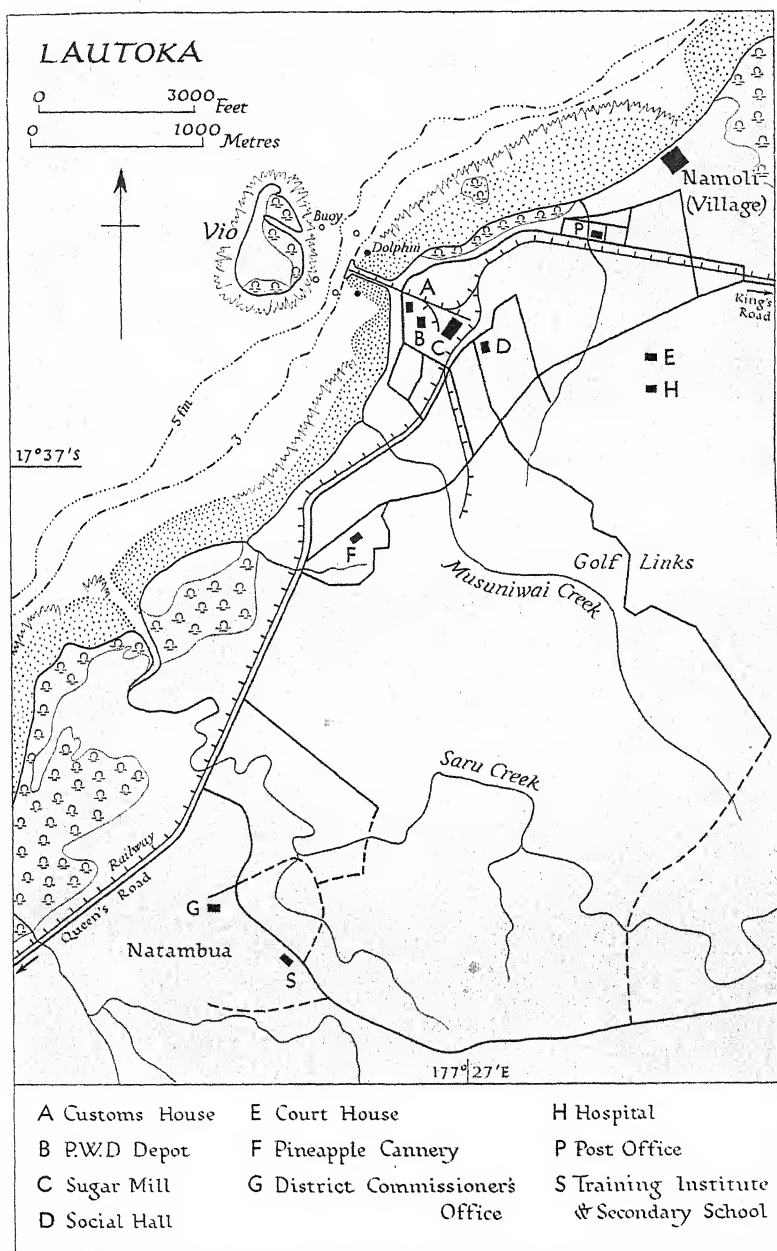 LAUTOKA
0 3000 Feet
0 1000 Metres
Vio
Buoy
Dolphin
Namoli
(Village)
P
King's
Road
A
B
C
D
E
H
5 fm
3
17°37's
F
Golf Links
Musuniwai Creek
Saru Creek
Railway
Queen's Road
G
Natambua
S
177°27'E
A Customs House
B P.W.D Depot
C Sugar Mill
D Social Hall
E Court House
F Pineapple Cannery
G District Commissioner's
Office
H Hospital
P Post Office
S Training Institute
& Secondary School